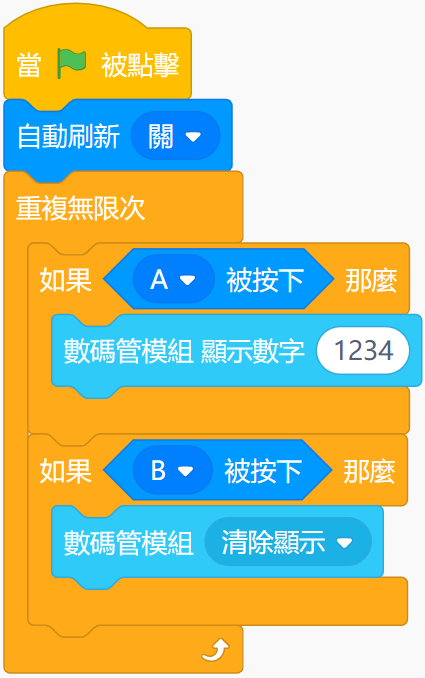 當 被點擊
自動刷新 關
重複無限次
如果 A 被按下 那麼
數碼管模組 顯示數字 1234
如果 B 被按下 那麼
數碼管模組 清除顯示